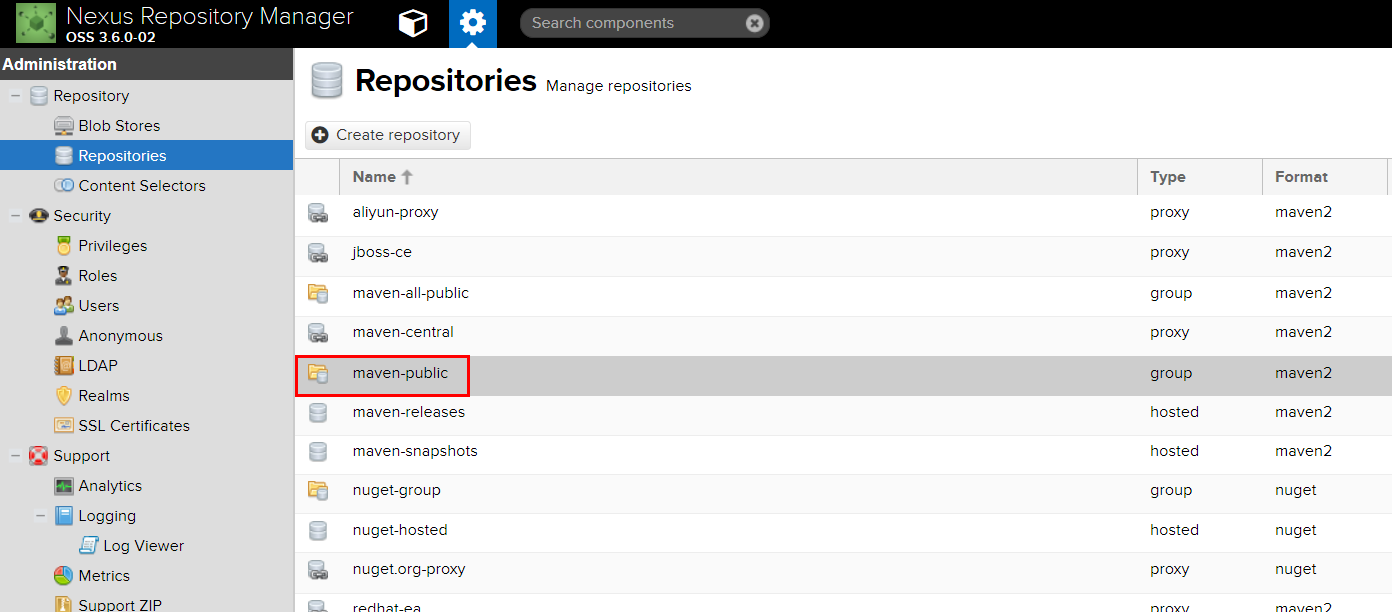 Nexus Repository Manager
OSS 3.6.0-02
Search components
Administration
Repository
Blob Stores
Repositories
Content Selectors
Security
Privileges
Roles
Users
Anonymous
LDAP
Realms
SSL Certificates
Support
Analytics
Logging
Log Viewer
Metrics
Support ZIP
Repositories Manage repositories
Create repository
Name Type Format
aliyun-proxy proxy maven2
jboss-ce proxy maven2
maven-all-public group maven2
maven-central proxy maven2
maven-public group maven2
maven-releases hosted maven2
maven-snapshots hosted maven2
nuget-group group nuget
nuget-hosted hosted nuget
nuget.org-proxy proxy nuget
redhat-ea proxy maven2